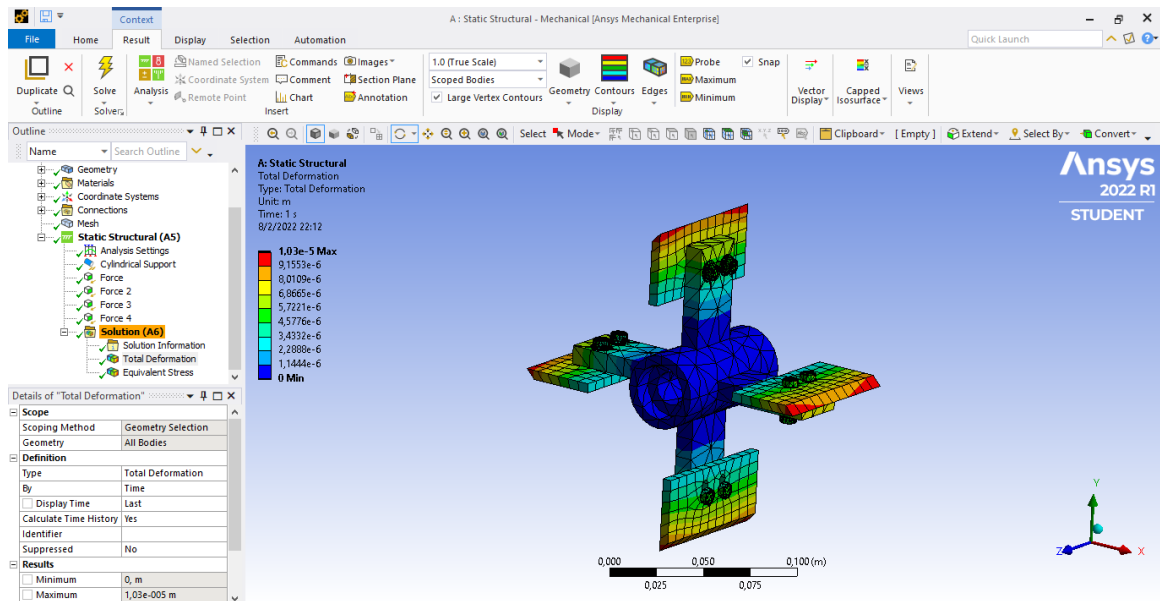 Context
A : Static Structural - Mechanical [Ansys Mechanical Enterprise]
File Home Result Display Selection Automation
Quick Launch
Duplicate
Outline
Solve
Solvers
Analysis
Named Selection
Coordinate System
Remote Point
Commands
Comment
Chart
Images
Section Plane
Annotation
Insert
1.0 (True Scale)
Scoped Bodies
Large Vertex Contours
Geometry
Contours
Edges
Display
Probe
Maximum
Minimum
Snap
Vector
Display
Capped
Isosurface
Views
Outline
Name
Search Outline
Select
Mode
Clipboard
[ Empty ]
Extend
Select By
Convert
Geometry
Materials
Coordinate Systems
Connections
Mesh
Static Structural (A5)
Analysis Settings
Cylindrical Support
Force
Force 2
Force 3
Force 4
Solution (A6)
Solution Information
Total Deformation
Equivalent Stress
Details of "Total Deformation"
Scope
Scoping Method Geometry Selection
Geometry All Bodies
Definition
Type Total Deformation
By Time
Display Time Last
Calculate Time History Yes
Identifier
Suppressed No
Results
Minimum 0, m
Maximum 1,03e-005 m
A: Static Structural
Total Deformation
Type: Total Deformation
Unit: m
Time: 1 s
8/2/2022 22:12
1,03e-5 Max
9,1553e-6
8,0109e-6
6,8665e-6
5,7221e-6
4,5776e-6
3,4332e-6
2,2888e-6
1,1444e-6
0 Min
Ansys
2022 R1
STUDENT
0,000 0,050 0,100 (m)
0,025 0,075
Y
Z X